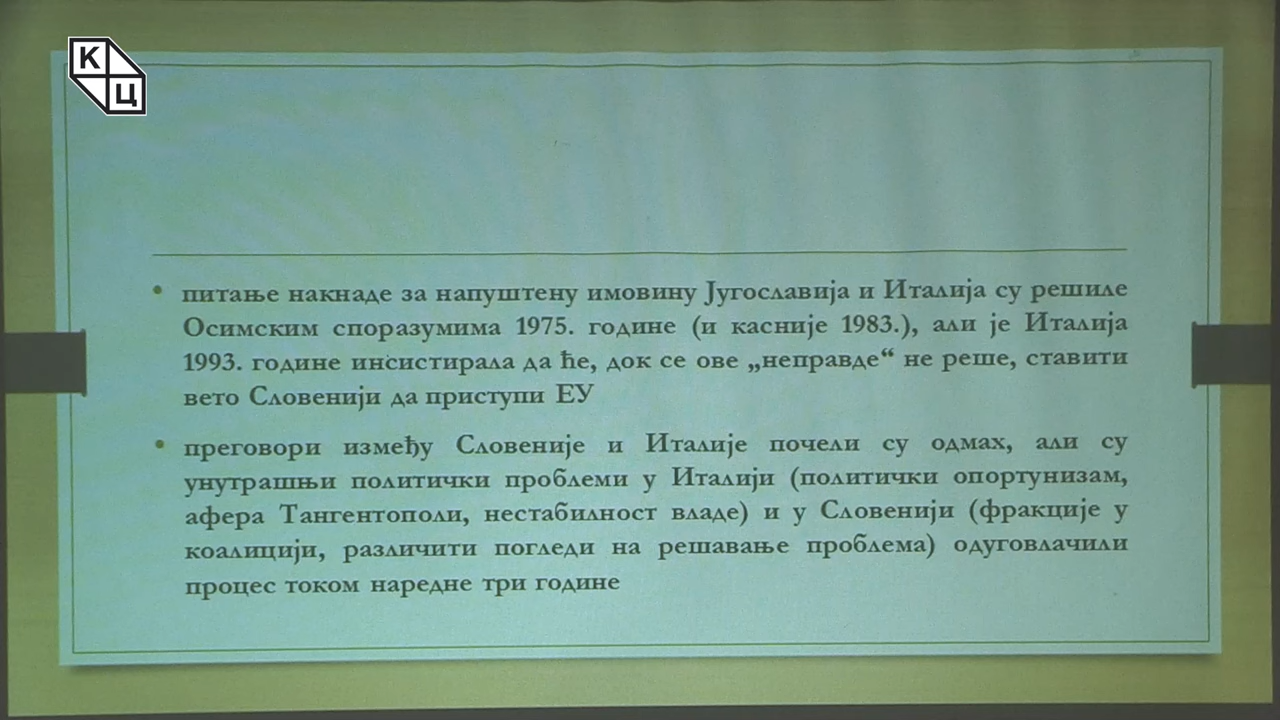 К
Ц
• питање накнаде за напуштену имовину Југославија и Италија су решиле
Осимским споразумима 1975. године (и касније 1983.), али је Италија
1993. године инсистирала да ће, док се ове „неправде“ не реше, ставити
вето Словенији да приступи ЕУ
• преговори између Словеније и Италије почели су одмах, али су
унутрашњи политички проблеми у Италији (политички опортунизам,
афера Тангентополи, нестабилност владе) и у Словенији (фракције у
коалицији, различити погледи на решавање проблема) одуговлачили
процес током наредне три године